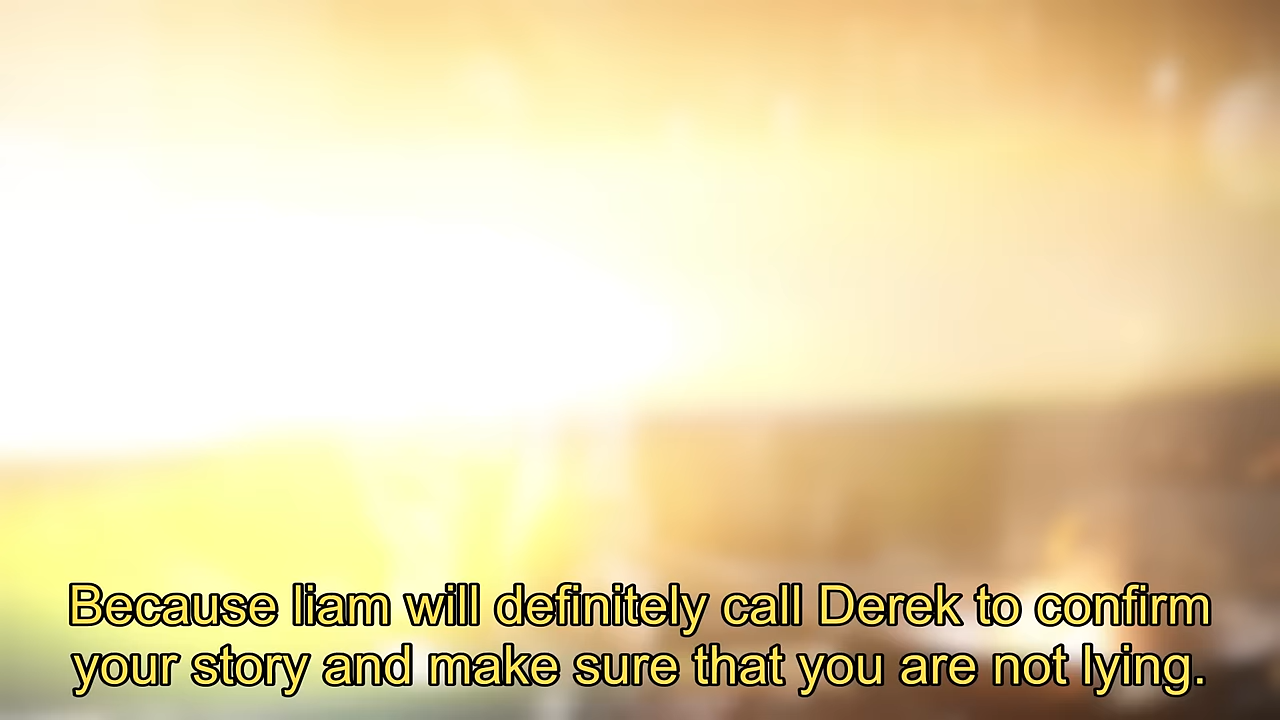 Because liam will definitely call Derek to confirm
your story and make sure that you are not lying.